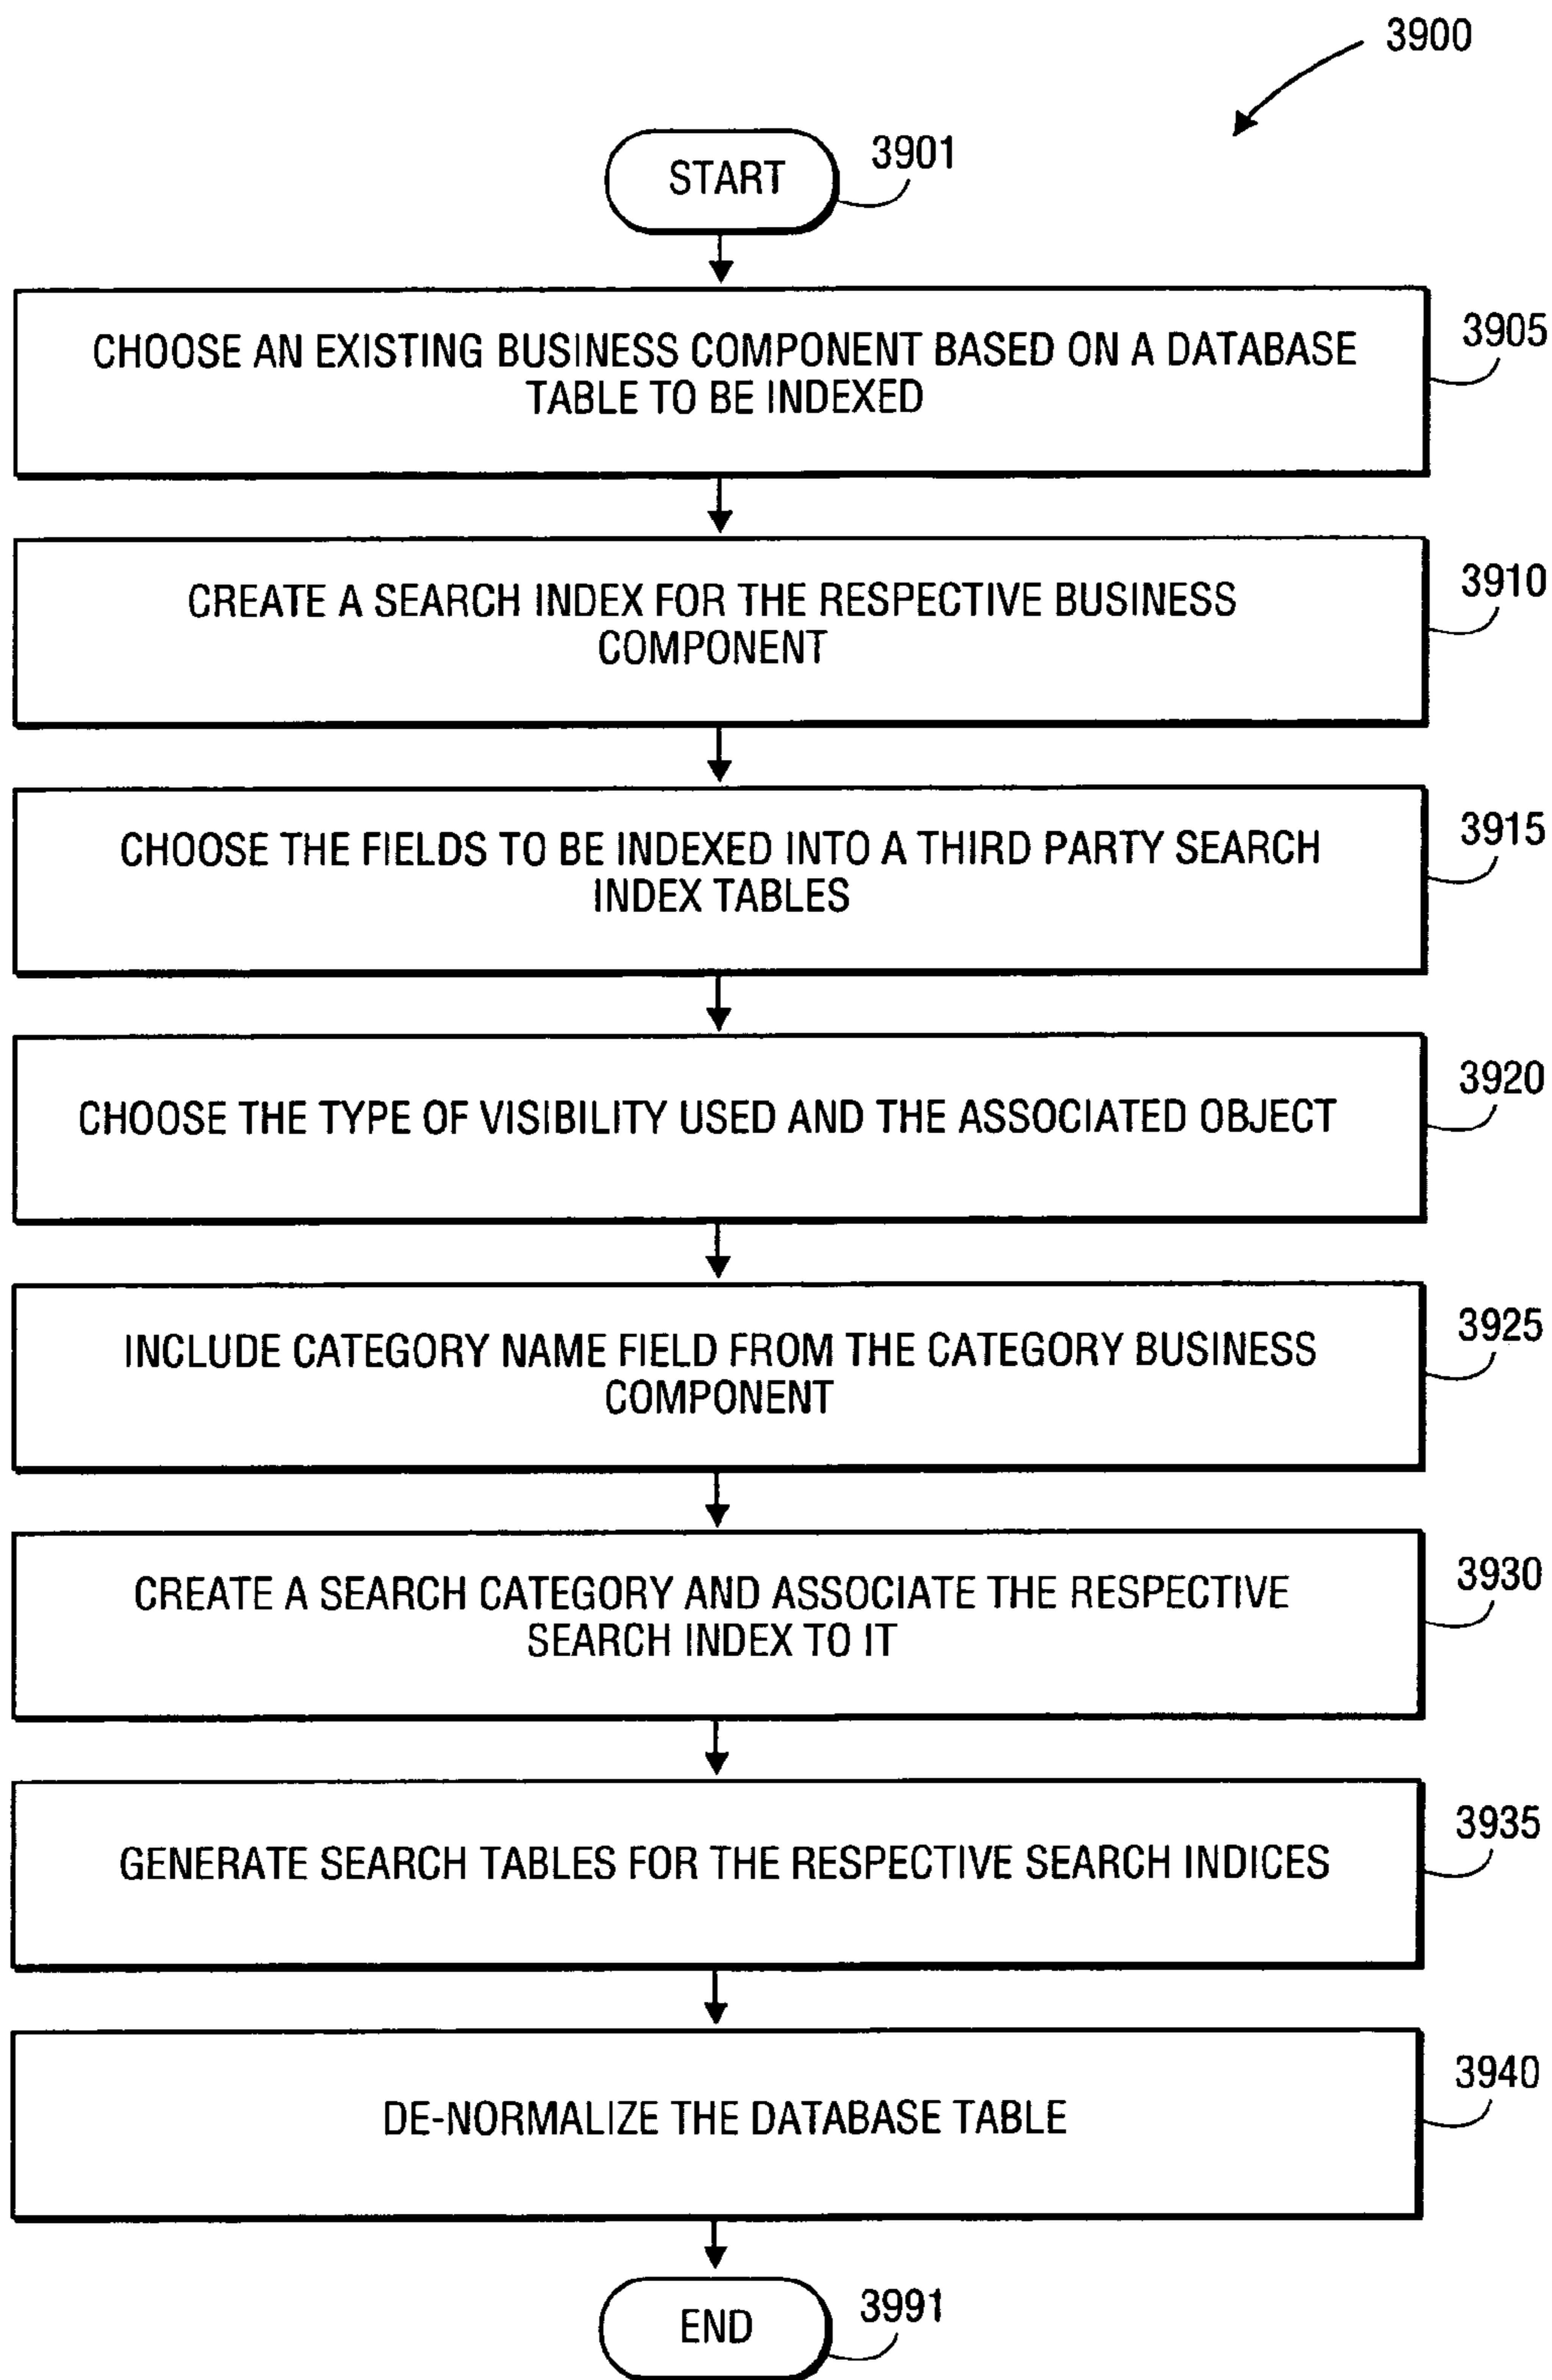 3900
START
3901
CHOOSE AN EXISTING BUSINESS COMPONENT BASED ON A DATABASE
TABLE TO BE INDEXED
3905
CREATE A SEARCH INDEX FOR THE RESPECTIVE BUSINESS
COMPONENT
3910
CHOOSE THE FIELDS TO BE INDEXED INTO A THIRD PARTY SEARCH
INDEX TABLES
3915
CHOOSE THE TYPE OF VISIBILITY USED AND THE ASSOCIATED OBJECT
3920
INCLUDE CATEGORY NAME FIELD FROM THE CATEGORY BUSINESS
COMPONENT
3925
CREATE A SEARCH CATEGORY AND ASSOCIATE THE RESPECTIVE
SEARCH INDEX TO IT
3930
GENERATE SEARCH TABLES FOR THE RESPECTIVE SEARCH INDICES
3935
DE-NORMALIZE THE DATABASE TABLE
3940
END
3991